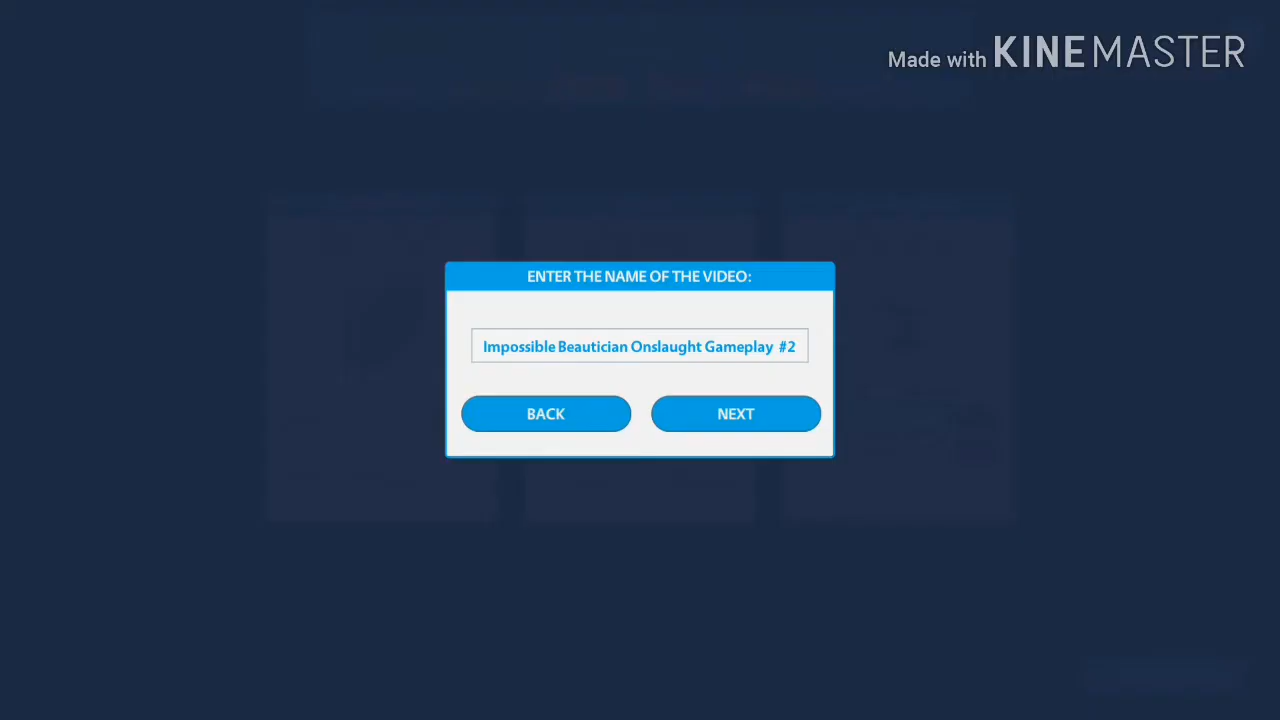 Made with KINEMASTER
ENTER THE NAME OF THE VIDEO:
Impossible Beautician Onslaught Gameplay #2
BACK
NEXT